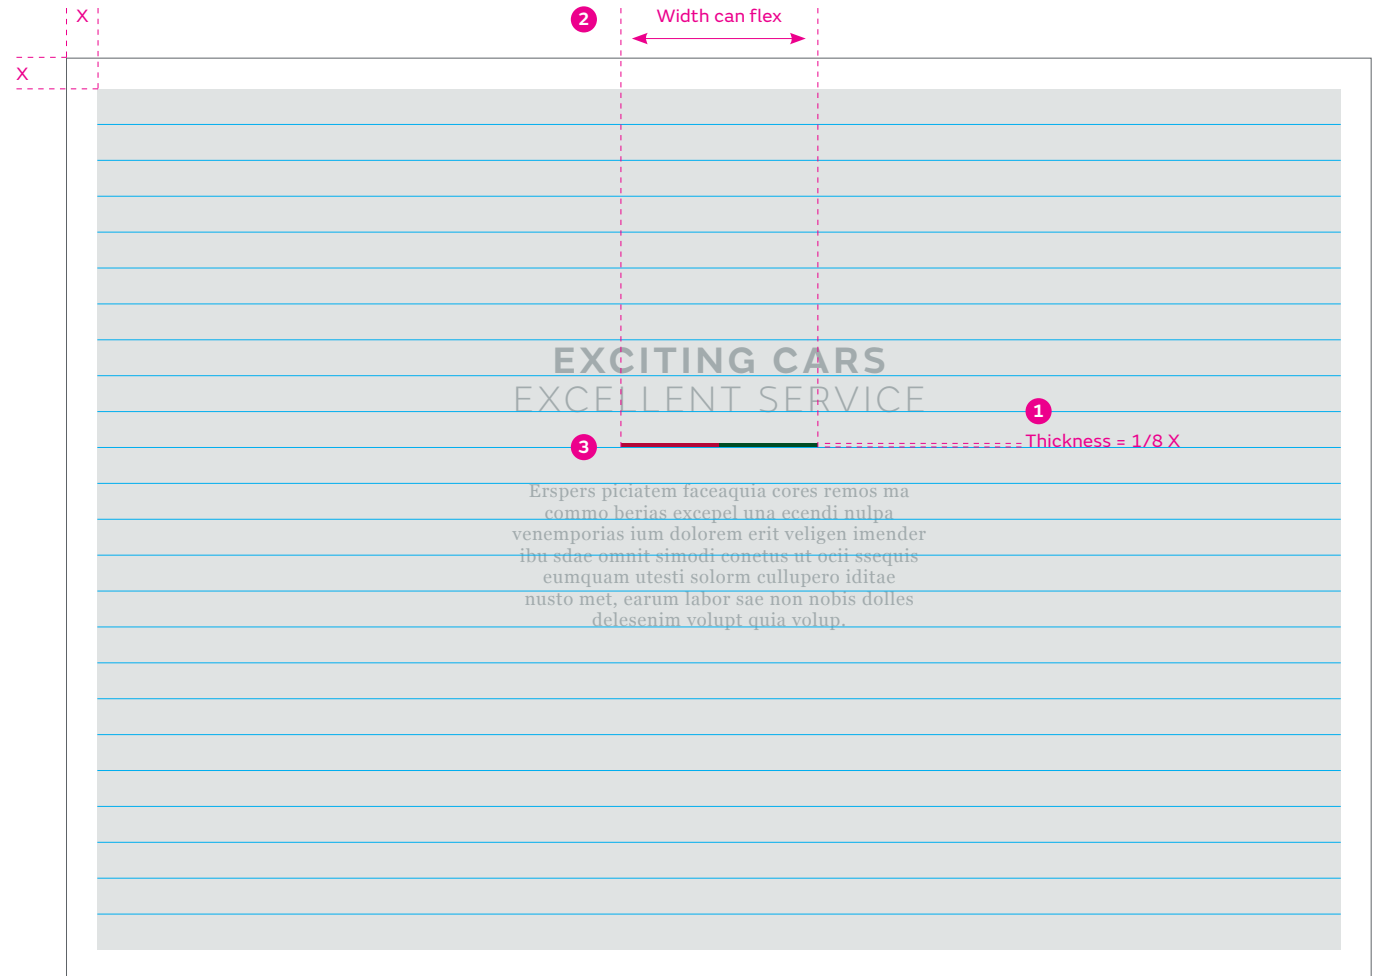 X
2
Width can flex
X
EXCITING CARS
EXCELLENT SERVICE
1
Thickness = 1/8 X
3
Erspers piciatem faceaquia cores remos ma
commo berias excepel una ecendi nulpa
venemporias ium dolorem erit veligen imender
ibu sdae omnit simodi conetus ut ocii ssequis
eumquam utesti solorm cullupero iditae
nusto met, earum labor sae non nobis dolles
delesenim volupt quia volup.